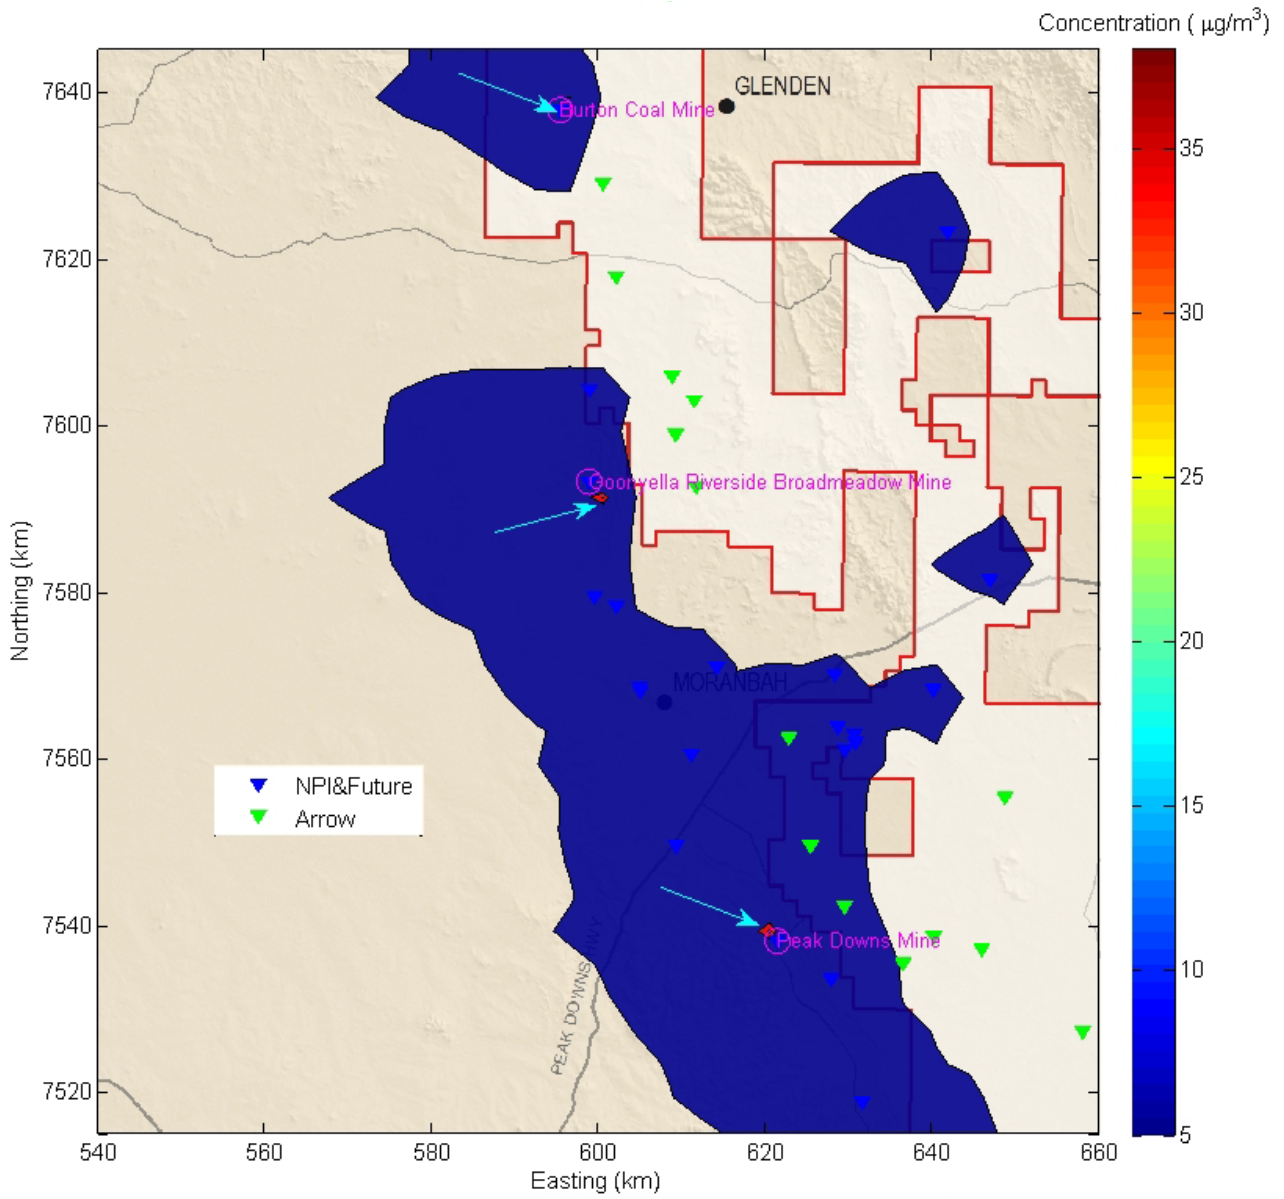 Concentration ( μg/m³)
7640
7620
7600
7580
7560
7540
7520
Northing (km)
540
560
580
600
620
640
660
Easting (km)
GLENDEN
Burton Coal Mine
Goonyella Riverside Broadmeadow Mine
MORANBAH
NPI&Future
Arrow
Peak Downs Mine
PEAK DOWNS HWY
35
30
25
20
15
10
5